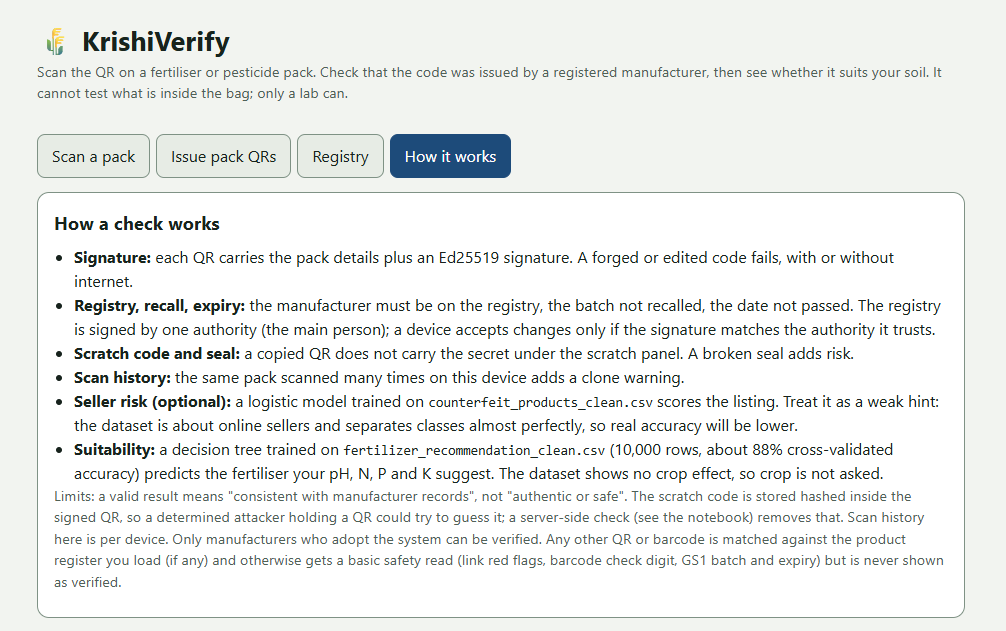 KrishiVerify
Scan the QR on a fertiliser or pesticide pack. Check that the code was issued by a registered manufacturer, then see whether it suits your soil. It
cannot test what is inside the bag; only a lab can.
Scan a pack
Issue pack QRs
Registry
How it works
How a check works
• Signature: each QR carries the pack details plus an Ed25519 signature. A forged or edited code fails, with or without
internet.
• Registry, recall, expiry: the manufacturer must be on the registry, the batch not recalled, the date not passed. The registry
is signed by one authority (the main person); a device accepts changes only if the signature matches the authority it trusts.
• Scratch code and seal: a copied QR does not carry the secret under the scratch panel. A broken seal adds risk.
• Scan history: the same pack scanned many times on this device adds a clone warning.
• Seller risk (optional): a logistic model trained on counterfeit_products_clean.csv scores the listing. Treat it as a weak hint:
the dataset is about online sellers and separates classes almost perfectly, so real accuracy will be lower.
• Suitability: a decision tree trained on fertilizer_recommendation_clean.csv (10,000 rows, about 88% cross-validated
accuracy) predicts the fertiliser your pH, N, P and K suggest. The dataset shows no crop effect, so crop is not asked.
Limits: a valid result means "consistent with manufacturer records", not "authentic or safe". The scratch code is stored hashed inside the
signed QR, so a determined attacker holding a QR could try to guess it; a server-side check (see the notebook) removes that. Scan history
here is per device. Only manufacturers who adopt the system can be verified. Any other QR or barcode is matched against the product
register you load (if any) and otherwise gets a basic safety read (link red flags, barcode check digit, GS1 batch and expiry) but is never shown
as verified.